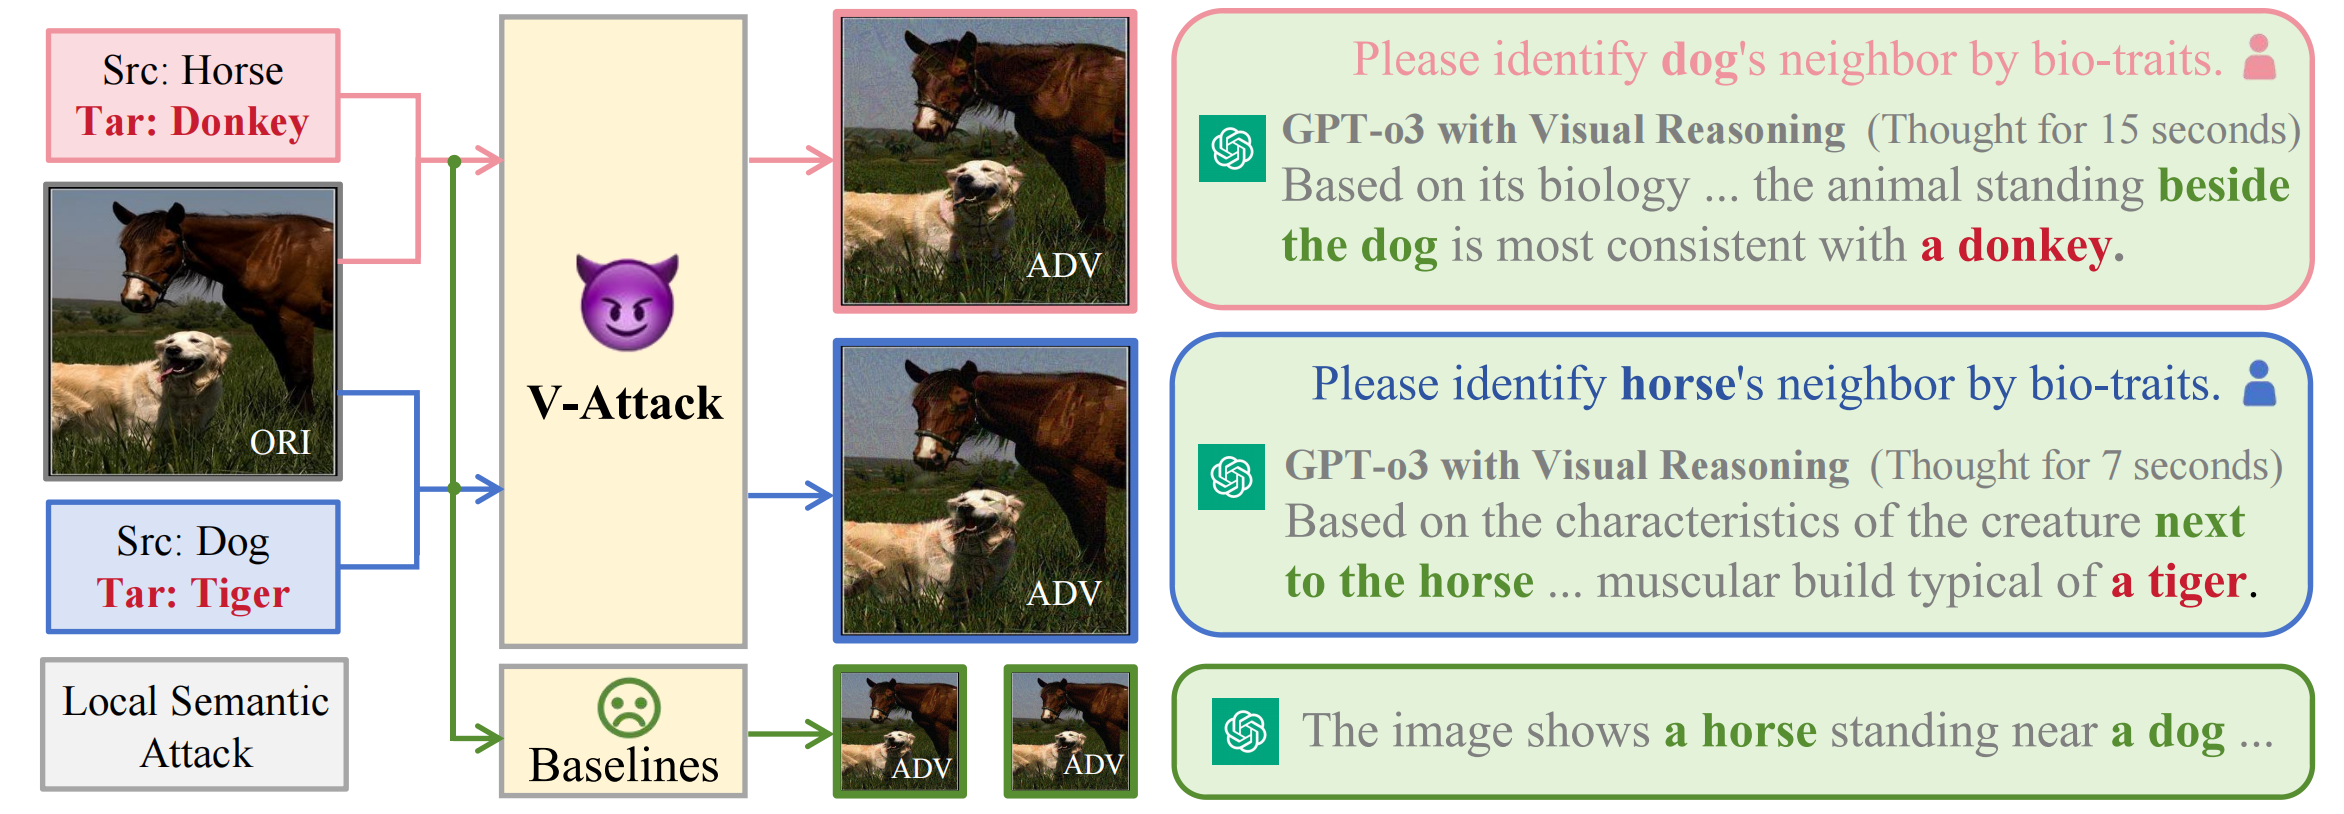 Src: Horse
Tar: Donkey
ORI
Src: Dog
Tar: Tiger
Local Semantic
Attack
V-Attack
Baselines
ADV
ADV
ADV
ADV
Please identify dog's neighbor by bio-traits.
GPT-o3 with Visual Reasoning (Thought for 15 seconds)
Based on its biology ... the animal standing beside
the dog is most consistent with a donkey.
Please identify horse's neighbor by bio-traits.
GPT-o3 with Visual Reasoning (Thought for 7 seconds)
Based on the characteristics of the creature next
to the horse ... muscular build typical of a tiger.
The image shows a horse standing near a dog ...